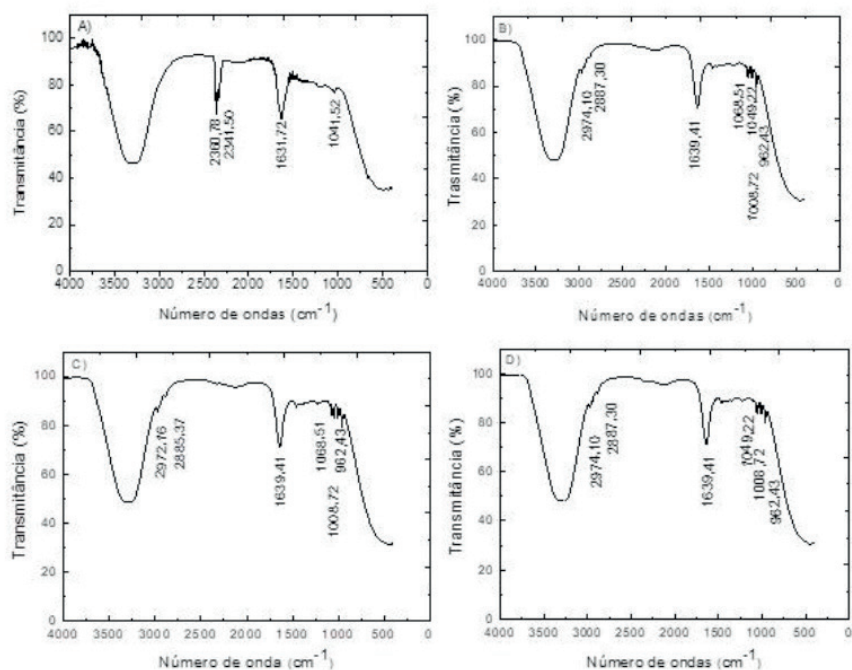 A)
Transmitância (%)
100
80
60
40
20
0
2360,78
2341.50
1631.72
1041.52
4000 3500 3000 2500 2000 1500 1000 500 0
Número de ondas (cm-1)
B)
Trasmitância (%)
100
80
60
40
20
0
2974,10
2887,30
1639,41
1068,51
1049,22
962,43
1008.72
4000 3500 3000 2500 2000 1500 1000 500 0
Número de ondas (cm-1)
C)
Transmitância (%)
100
80
60
40
20
0
2972,16
2885,37
1639,41
1068,51
962,43
1008.72
4000 3500 3000 2500 2000 1500 1000 500 0
Número de onda (cm-1)
D)
Transmitância (%)
100
80
60
40
20
0
2974,10
2887,30
1639,41
1049,22
1008,72
962,43
4000 3500 3000 2500 2000 1500 1000 500 0
Número de ondas (cm-1)